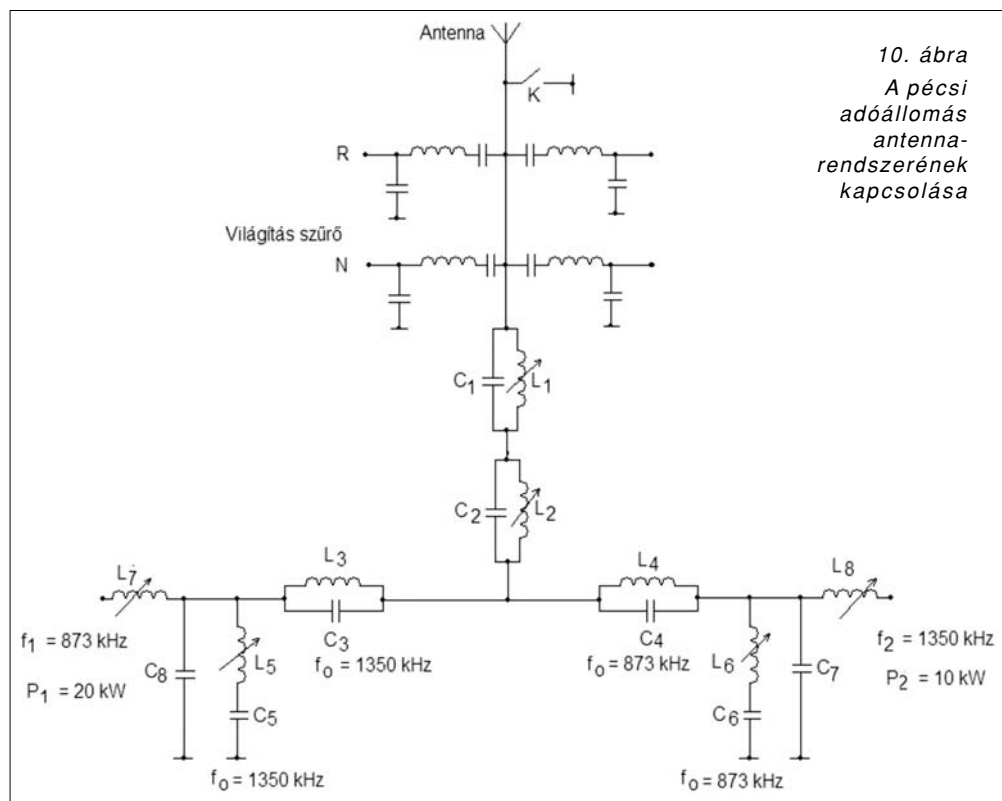 Antenna
10. ábra
A pécsi
adóállomás
antenna-
rendszerének
kapcsolása
K
R
Világítás szűrő
N
C1
L1
C2
L2
L7
L3
L4
L8
C3
C4
f1 = 873 kHz
fo = 1350 kHz
fo = 873 kHz
f2 = 1350 kHz
C8
L5
L6
C7
P1 = 20 kW
P2 = 10 kW
C5
C6
fo = 1350 kHz
fo = 873 kHz